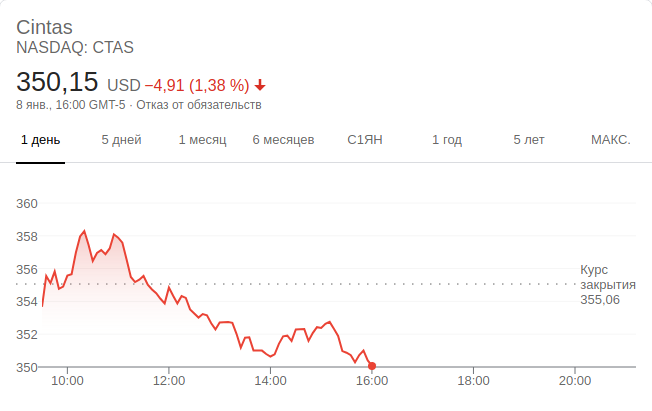 Cintas
NASDAQ: CTAS
350,15 USD −4,91 (1,38 %)
8 янв., 16:00 GMT-5 · Отказ от обязательств
1 день 5 дней 1 месяц 6 месяцев С1ЯН 1 год 5 лет МАКС.
360
358
356
354
352
350
Курс
закрытия
355,06
10:00 12:00 14:00 16:00 18:00 20:00